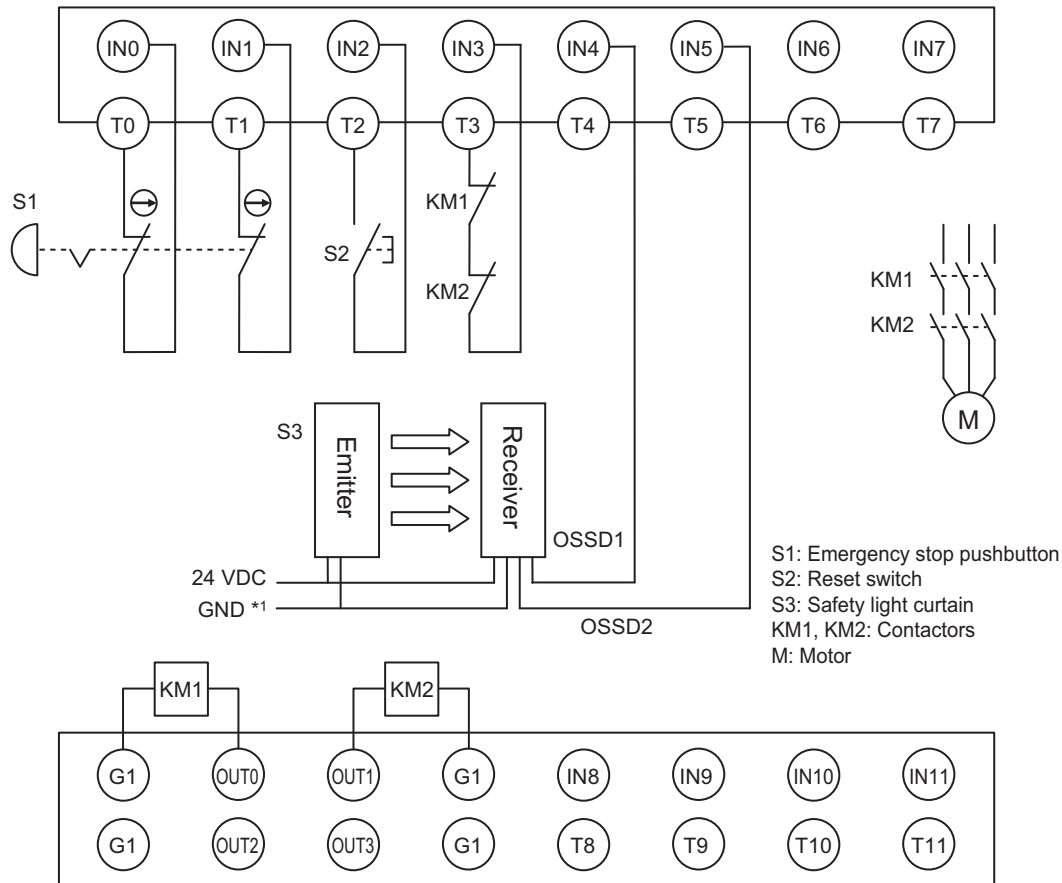 IN0 IN1 IN2 IN3 IN4 IN5 IN6 IN7
T0 T1 T2 T3 T4 T5 T6 T7
S1
KM1
S2
KM2
KM1
KM2
M
S3
Emitter
Receiver
OSSD1
24 VDC
GND *1
OSSD2
S1: Emergency stop pushbutton
S2: Reset switch
S3: Safety light curtain
KM1, KM2: Contactors
M: Motor
KM1
KM2
G1 OUT0 OUT1 G1 IN8 IN9 IN10 IN11
G1 OUT2 OUT3 G1 T8 T9 T10 T11